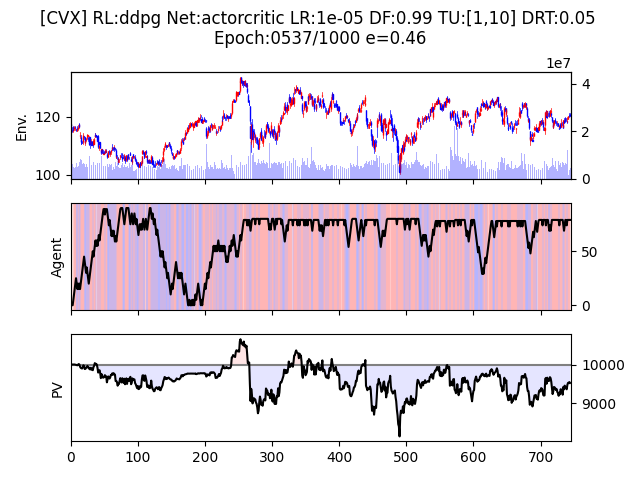 [CVX] RL:ddpg Net:actorcritic LR:1e-05 DF:0.99 TU:[1,10] DRT:0.05
Epoch:0537/1000 e=0.46
1e7
Env.
120
100
4
2
0
Agent
50
0
PV
10000
9000
0 100 200 300 400 500 600 700